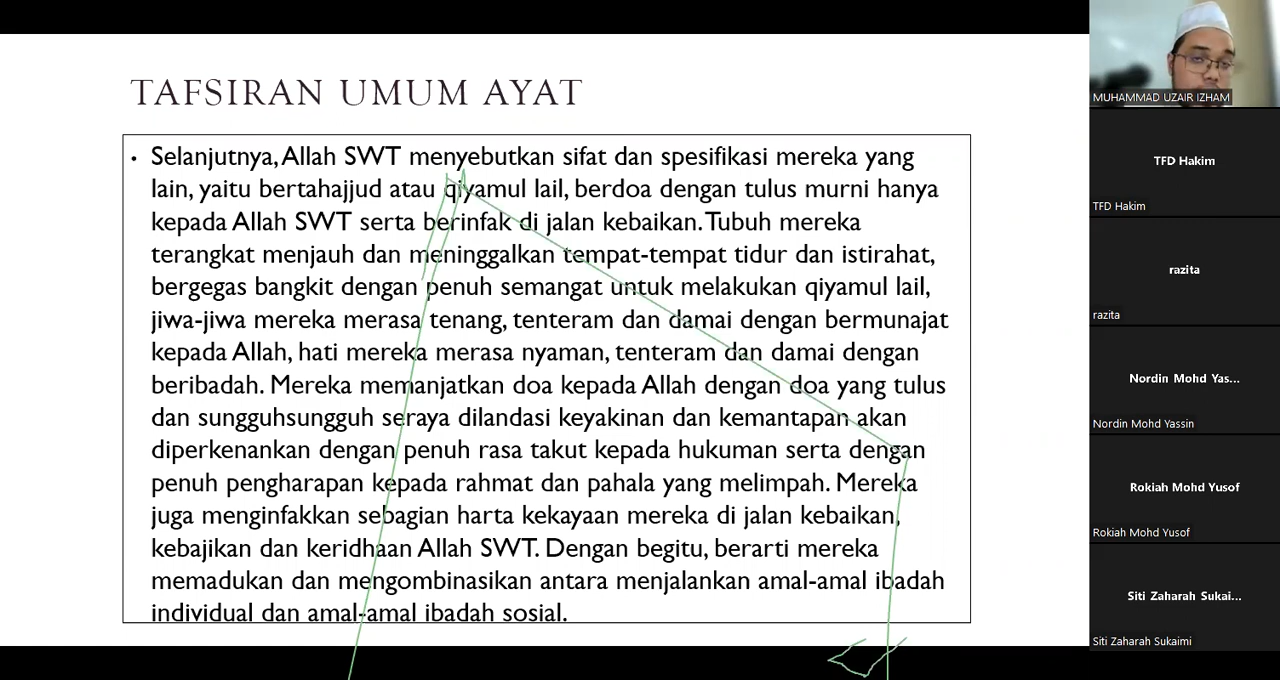 TAFSIRAN UMUM AYAT
• Selanjutnya, Allah SWT menyebutkan sifat dan spesifikasi mereka yang
lain, yaitu bertahajjud atau qiyamul lail, berdoa dengan tulus murni hanya
kepada Allah SWT serta berinfak di jalan kebaikan. Tubuh mereka
terangkat menjauh dan meninggalkan tempat-tempat tidur dan istirahat,
bergegas bangkit dengan penuh semangat untuk melakukan qiyamul lail,
jiwa-jiwa mereka merasa tenang, tenteram dan damai dengan bermunajat
kepada Allah, hati mereka merasa nyaman, tenteram dan damai dengan
beribadah. Mereka memanjatkan doa kepada Allah dengan doa yang tulus
dan sungguhsungguh seraya dilandasi keyakinan dan kemantapan akan
diperkenankan dengan penuh rasa takut kepada hukuman serta dengan
penuh pengharapan kepada rahmat dan pahala yang melimpah. Mereka
juga menginfakkan sebagian harta kekayaan mereka di jalan kebaikan,
kebajikan dan keridhaan Allah SWT. Dengan begitu, berarti mereka
memadukan dan mengombinasikan antara menjalankan amal-amal ibadah
individual dan amal-amal ibadah sosial.
MUHAMMAD UZAIR IZHAM
TFD Hakim
TFD Hakim
razita
razita
Nordin Mohd Yas...
Nordin Mohd Yassin
Rokiah Mohd Yusof
Rokiah Mohd Yusof
Siti Zaharah Sukai...
Siti Zaharah Sukaimi